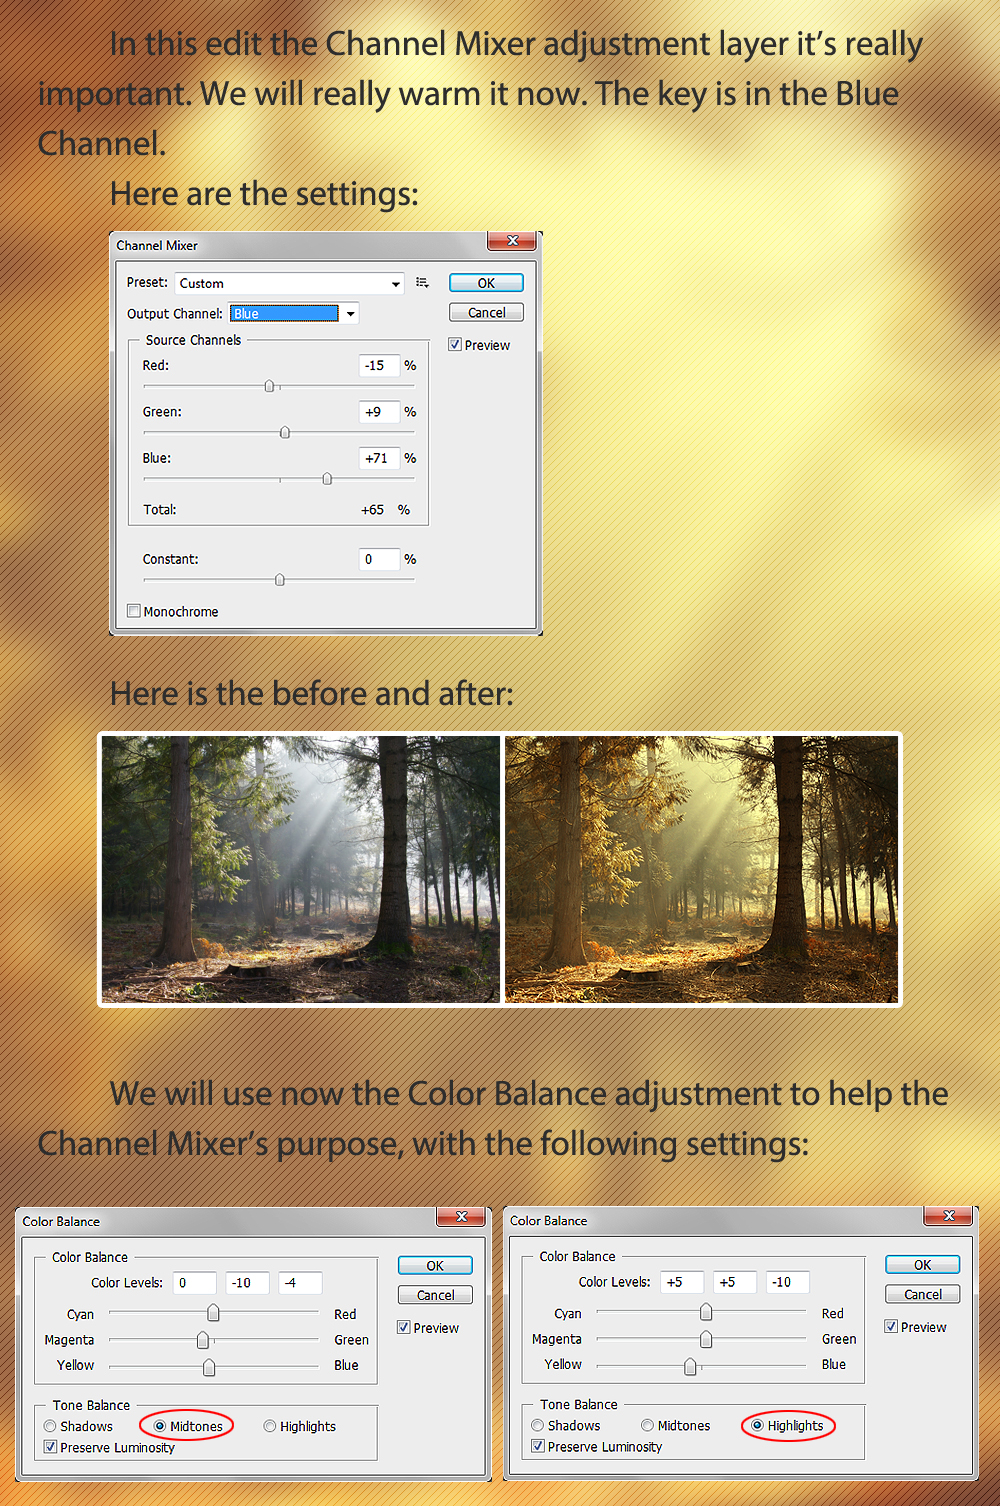 In this edit the Channel Mixer adjustment layer it's really
important. We will really warm it now. The key is in the Blue
Channel.
Here are the settings:
Channel Mixer
Preset: Custom
OK
Output Channel: Blue
Cancel
Source Channels
Preview
Red: -15 %
Green: +9 %
Blue: +71 %
Total: +65 %
Constant: 0 %
Monochrome
Here is the before and after:
We will use now the Color Balance adjustment to help the
Channel Mixer's purpose, with the following settings:
Color Balance
Color Balance
OK
Color Levels: 0 -10 -4
Cancel
Cyan Red
Preview
Magenta Green
Yellow Blue
Tone Balance
Shadows Midtones Highlights
Preserve Luminosity
Color Balance
Color Balance
OK
Color Levels: +5 +5 -10
Cancel
Cyan Red
Preview
Magenta Green
Yellow Blue
Tone Balance
Shadows Midtones Highlights
Preserve Luminosity